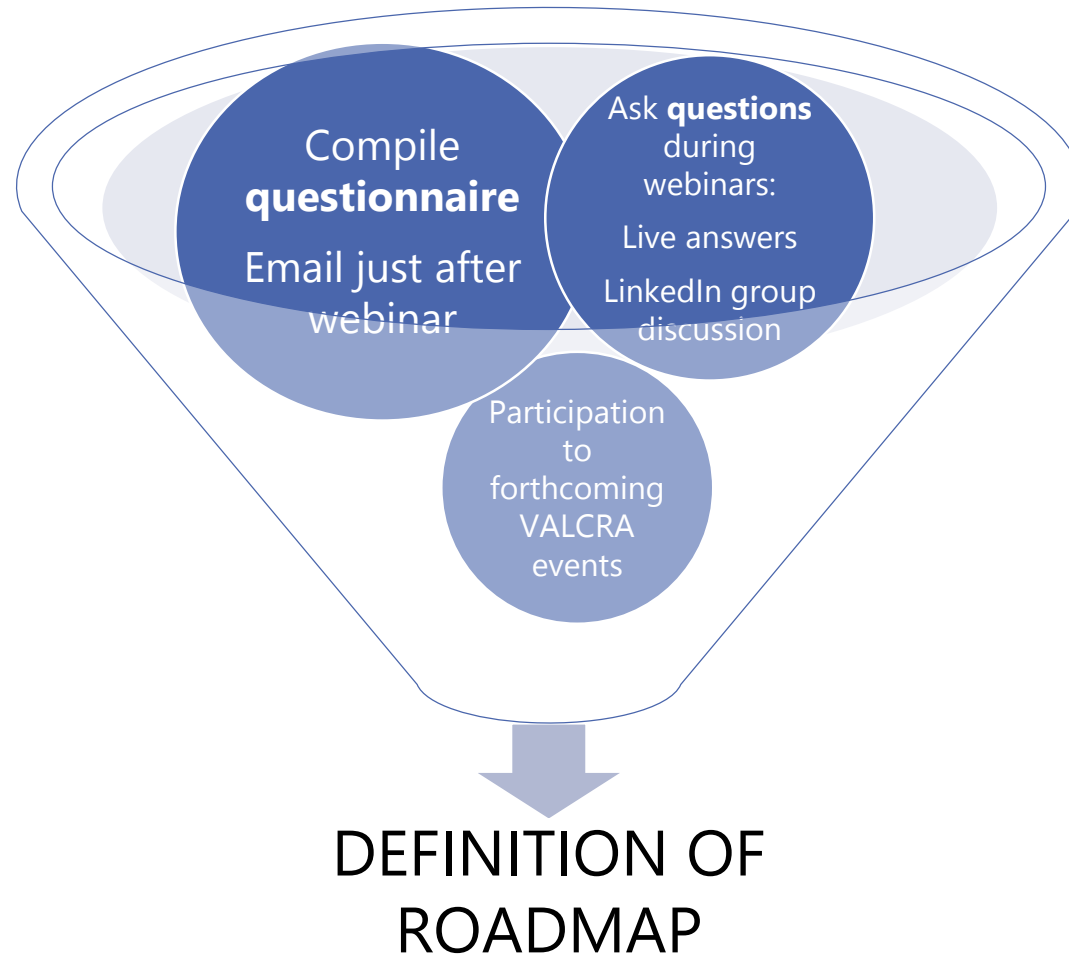 Compile
questionnaire
Email just after
webinar
Ask questions
during
webinars:
Live answers
LinkedIn group
discussion
Participation
to
forthcoming
VALCRA
events
DEFINITION OF
ROADMAP